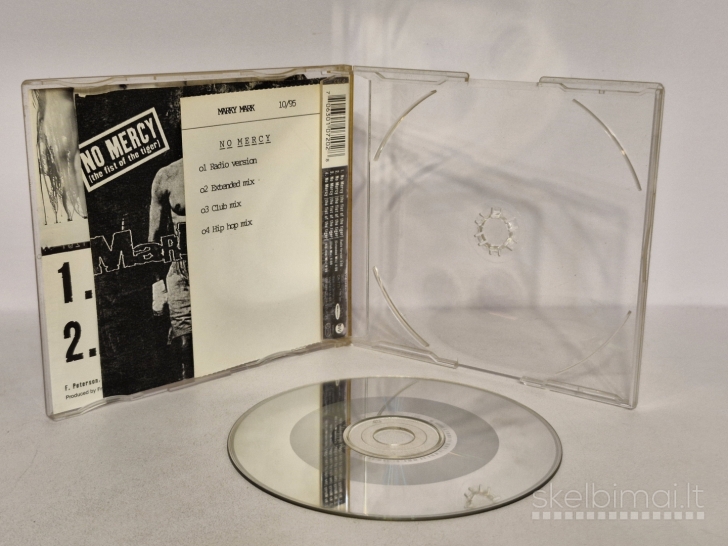 MARKY MARK 10/95
NO MERCY
01 Radio version
02 Extended mix
03 Club mix
04 Hip hop mix
NO MERCY
(the fist of the tiger)
Mark
1.
2.
F. Peterson.
Produced by
skelbimai.lt